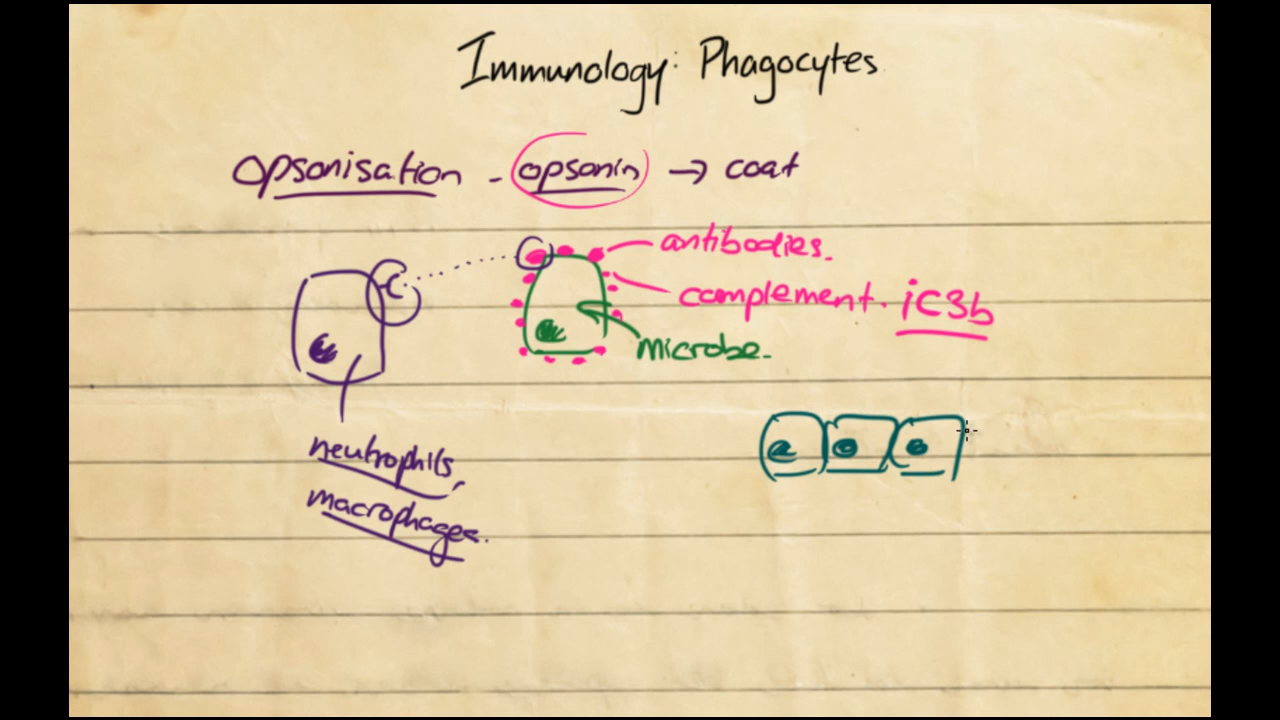 Immunology: Phagocytes
Opsonisation - opsonin → coat
antibodies.
complement. iC3b
microbe.
neutrophils,
macrophages.